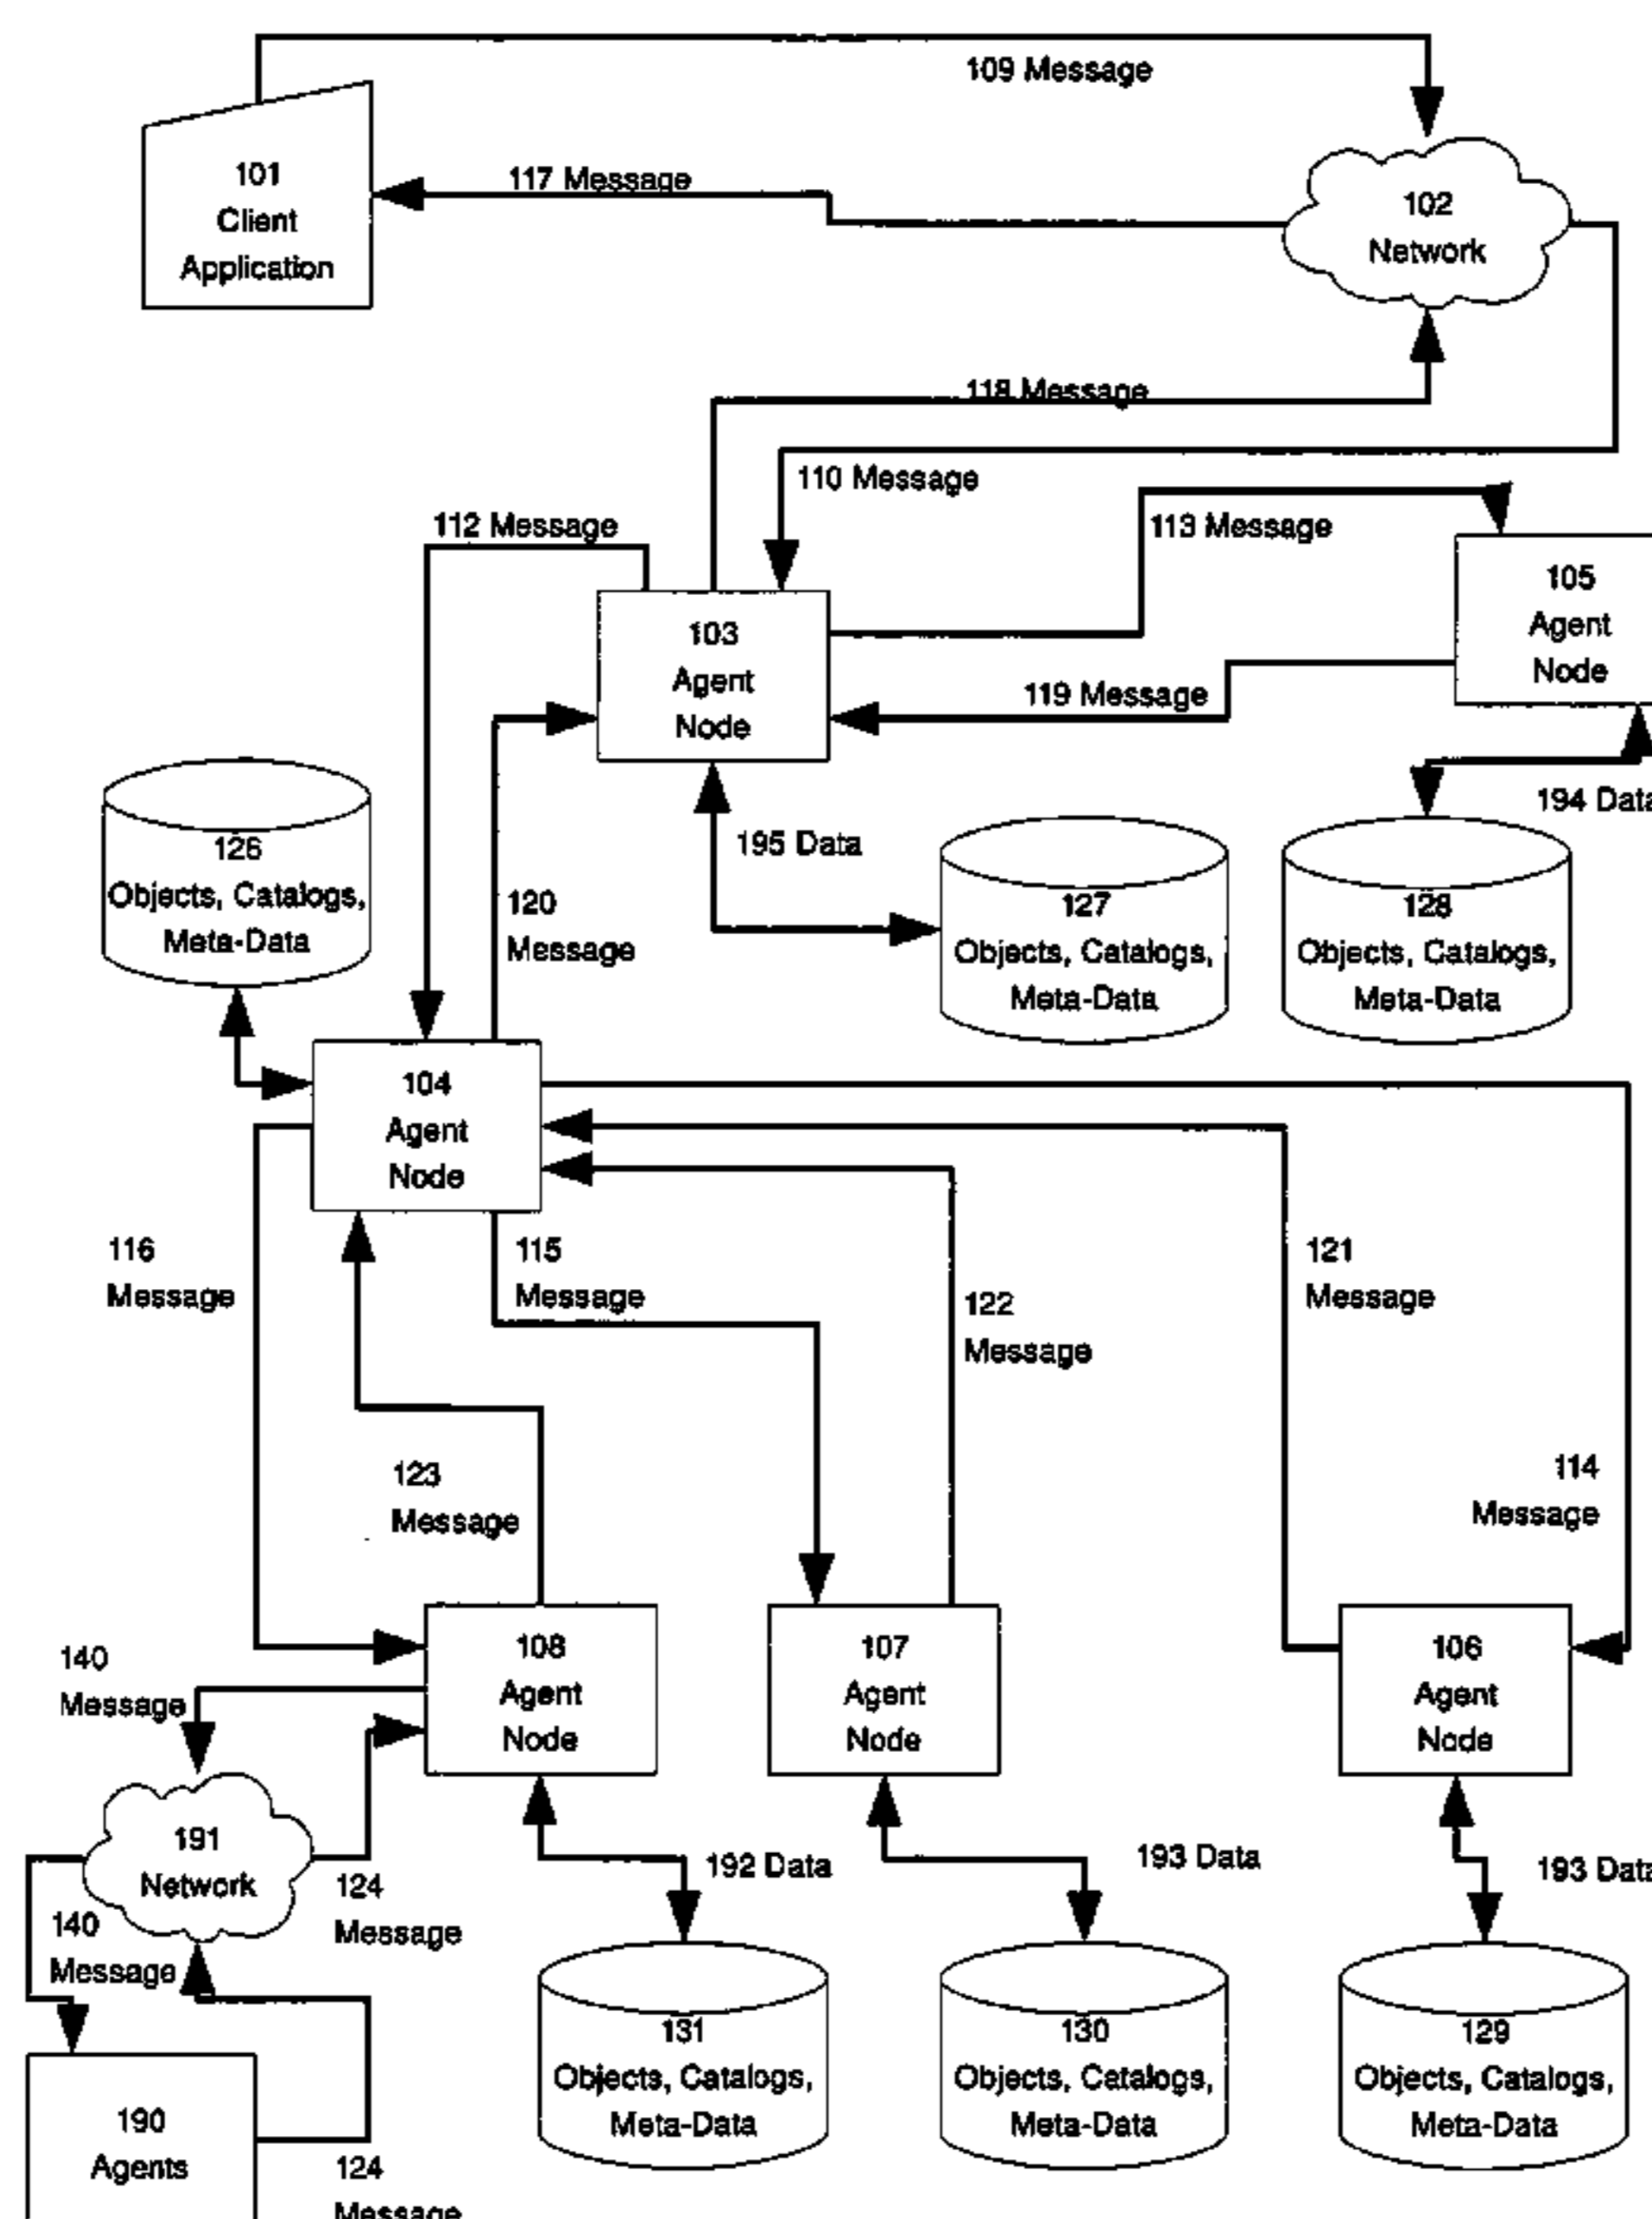 109 Message
101
Client
Application
117 Message
102
Network
118 Message
110 Message
112 Message
113 Message
103
Agent
Node
105
Agent
Node
119 Message
194 Data
126
Objects, Catalogs,
Meta-Data
195 Data
120
Message
127
Objects, Catalogs,
Meta-Data
128
Objects, Catalogs,
Meta-Data
104
Agent
Node
116
Message
115
Message
122
Message
121
Message
123
Message
114
Message
140
Message
108
Agent
Node
107
Agent
Node
106
Agent
Node
191
Network
124
Message
192 Data
193 Data
193 Data
140
Message
131
Objects, Catalogs,
Meta-Data
130
Objects, Catalogs,
Meta-Data
129
Objects, Catalogs,
Meta-Data
190
Agents
124
Message